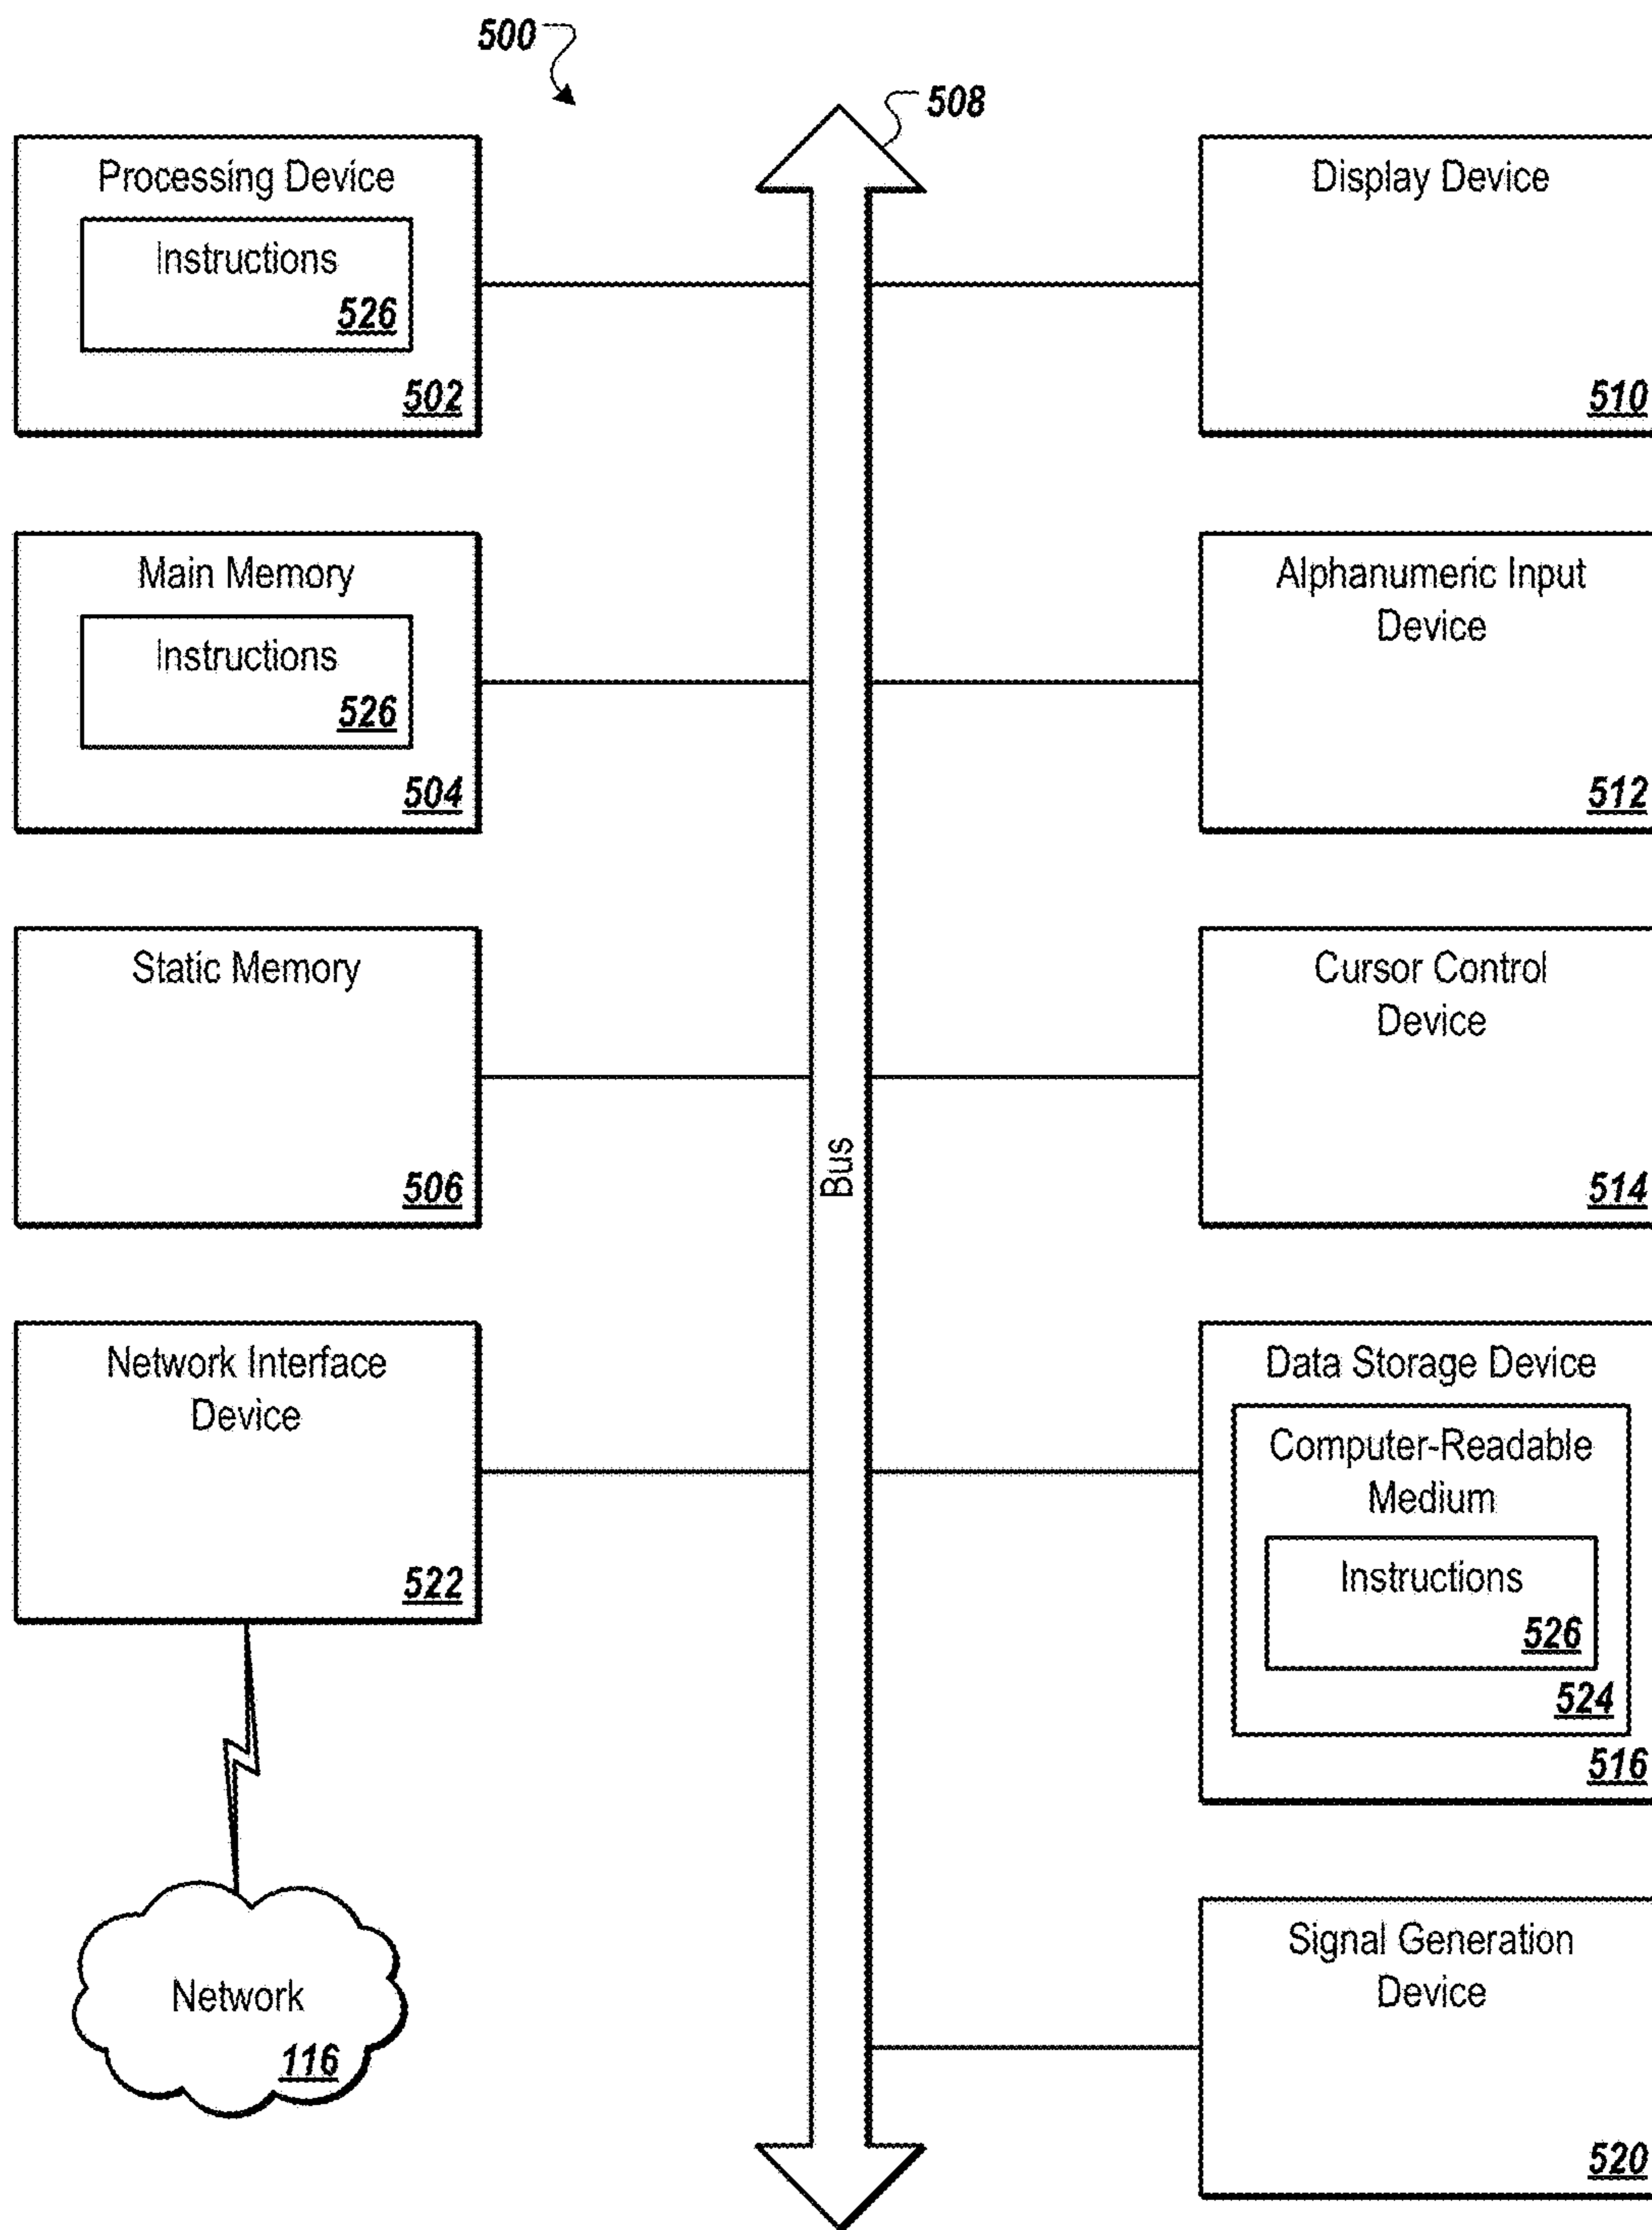 500
508
Processing Device
Instructions
526
502
Display Device
510
Main Memory
Instructions
526
504
Alphanumeric Input
Device
512
Static Memory
506
Cursor Control
Device
514
Bus
Network Interface
Device
522
Data Storage Device
Computer-Readable
Medium
Instructions
526
524
516
Network
116
Signal Generation
Device
520